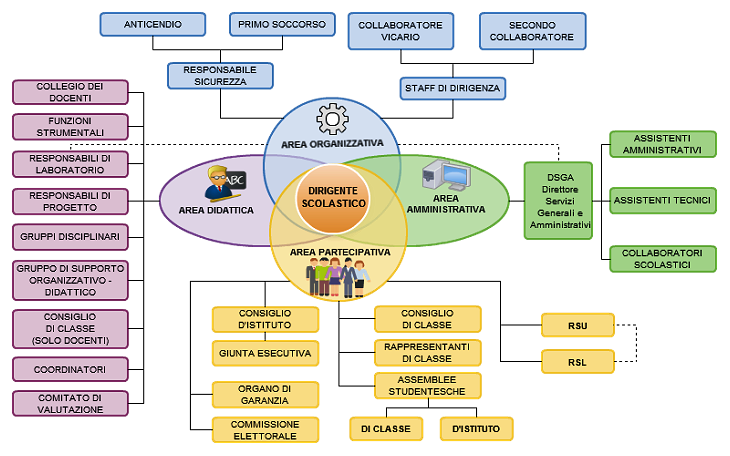 ANTICENDIO
PRIMO SOCCORSO
COLLABORATORE
VICARIO
SECONDO
COLLABORATORE
RESPONSABILE
SICUREZZA
STAFF DI DIRIGENZA
COLLEGIO DEI
DOCENTI
FUNZIONI
STRUMENTALI
RESPONSABILI DI
LABORATORIO
RESPONSABILI DI
PROGETTO
GRUPPI DISCIPLINARI
GRUPPO DI SUPPORTO
ORGANIZZATIVO -
DIDATTICO
CONSIGLIO
DI CLASSE
(SOLO DOCENTI)
COORDINATORI
COMITATO DI
VALUTAZIONE
AREA ORGANIZZATIVA
ABC
AREA DIDATTICA
DIRIGENTE
SCOLASTICO
AREA
AMMINISTRATIVA
AREA PARTECIPATIVA
DSGA
Direttore
Servizi
Generali e
Amministrativi
ASSISTENTI
AMMINISTRATIVI
ASSISTENTI TECNICI
COLLABORATORI
SCOLASTICI
CONSIGLIO
D'ISTITUTO
GIUNTA ESECUTIVA
ORGANO DI
GARANZIA
COMMISSIONE
ELETTORALE
CONSIGLIO
DI CLASSE
RAPPRESENTANTI
DI CLASSE
ASSEMBLEE
STUDENTESCHE
DI CLASSE
D'ISTITUTO
RSU
RSL